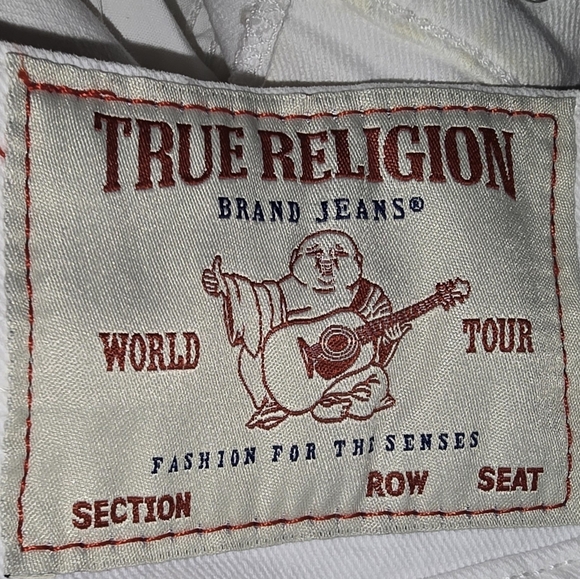 TRUE RELIGION
BRAND JEANS®
WORLD TOUR
FASHION FOR THE SENSES
SECTION ROW SEAT